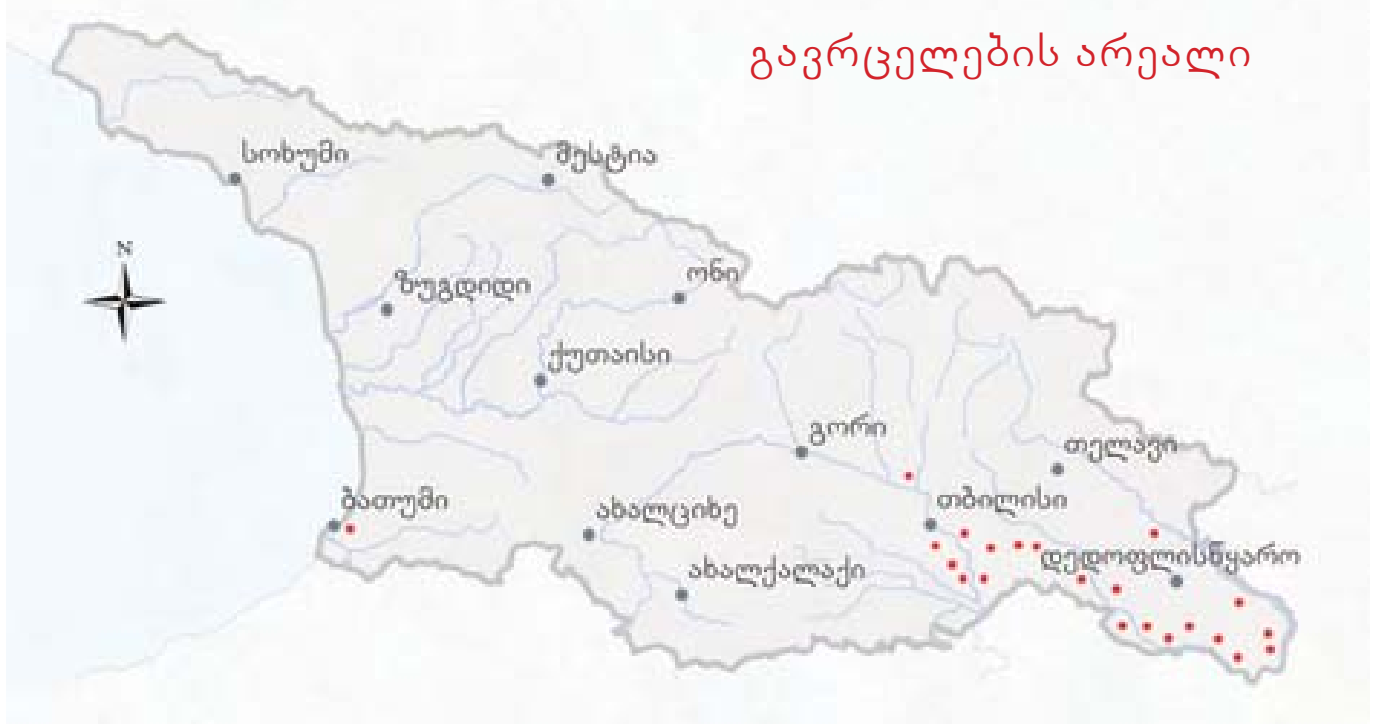 გავრცელების არეალი
სოხუმი
მესტია
N
ზუგდიდი
ონი
ქუთაისი
გორი
თელავი
ბათუმი
ახალციხე
თბილისი
დედოფლისწყარო
ახალქალაქი